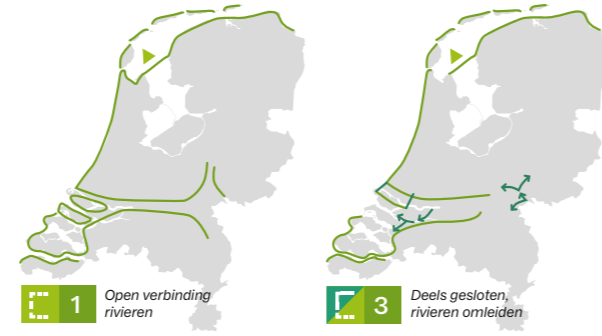 1
Open verbinding
rivieren
3
Deels gesloten,
rivieren omleiden